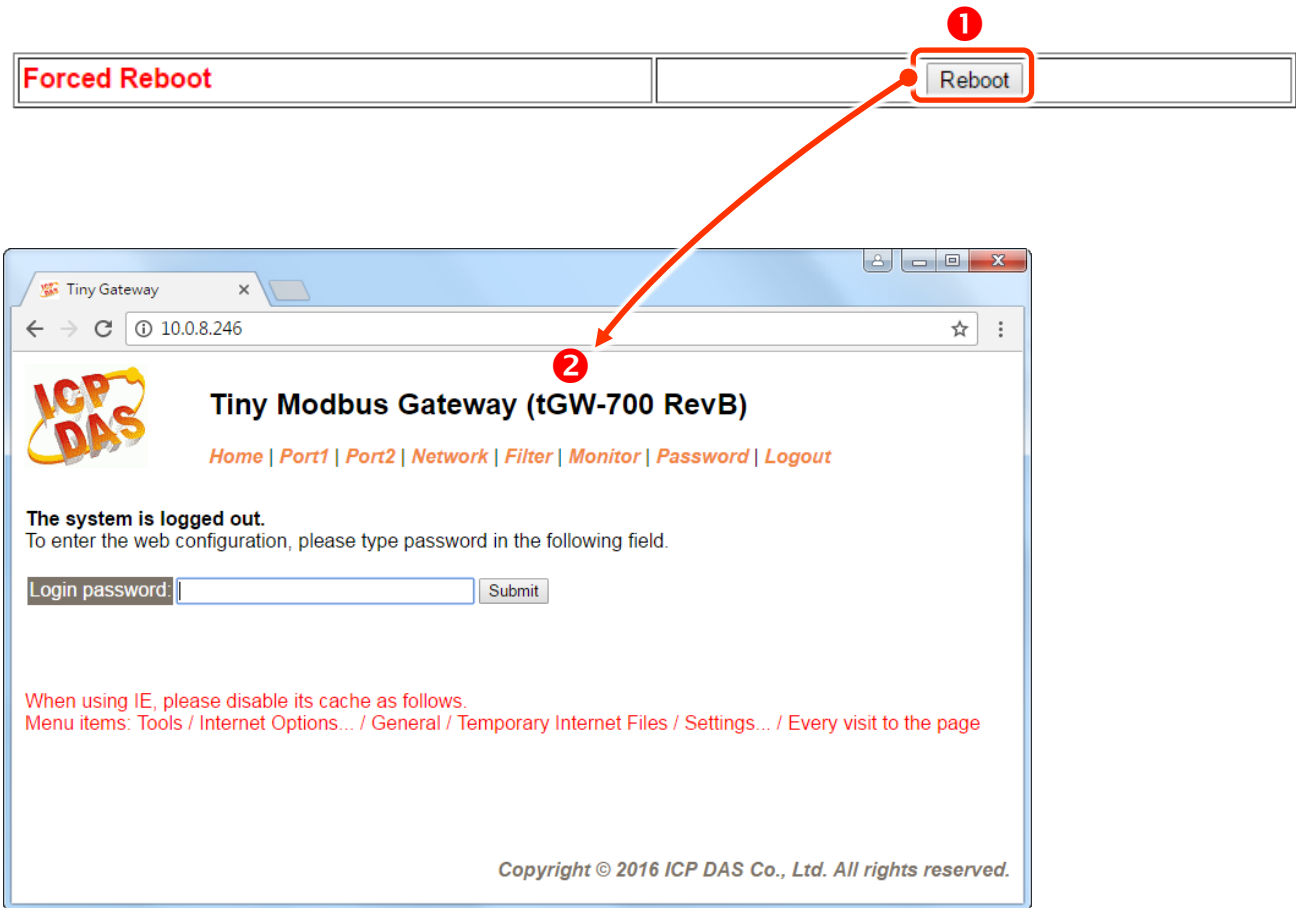 1
Forced Reboot Reboot
Tiny Gateway
10.0.8.246
2
ICP DAS
Tiny Modbus Gateway (tGW-700 RevB)
Home | Port1 | Port2 | Network | Filter | Monitor | Password | Logout
The system is logged out.
To enter the web configuration, please type password in the following field.
Login password: Submit
When using IE, please disable its cache as follows.
Menu items: Tools / Internet Options... / General / Temporary Internet Files / Settings... / Every visit to the page
Copyright © 2016 ICP DAS Co., Ltd. All rights reserved.